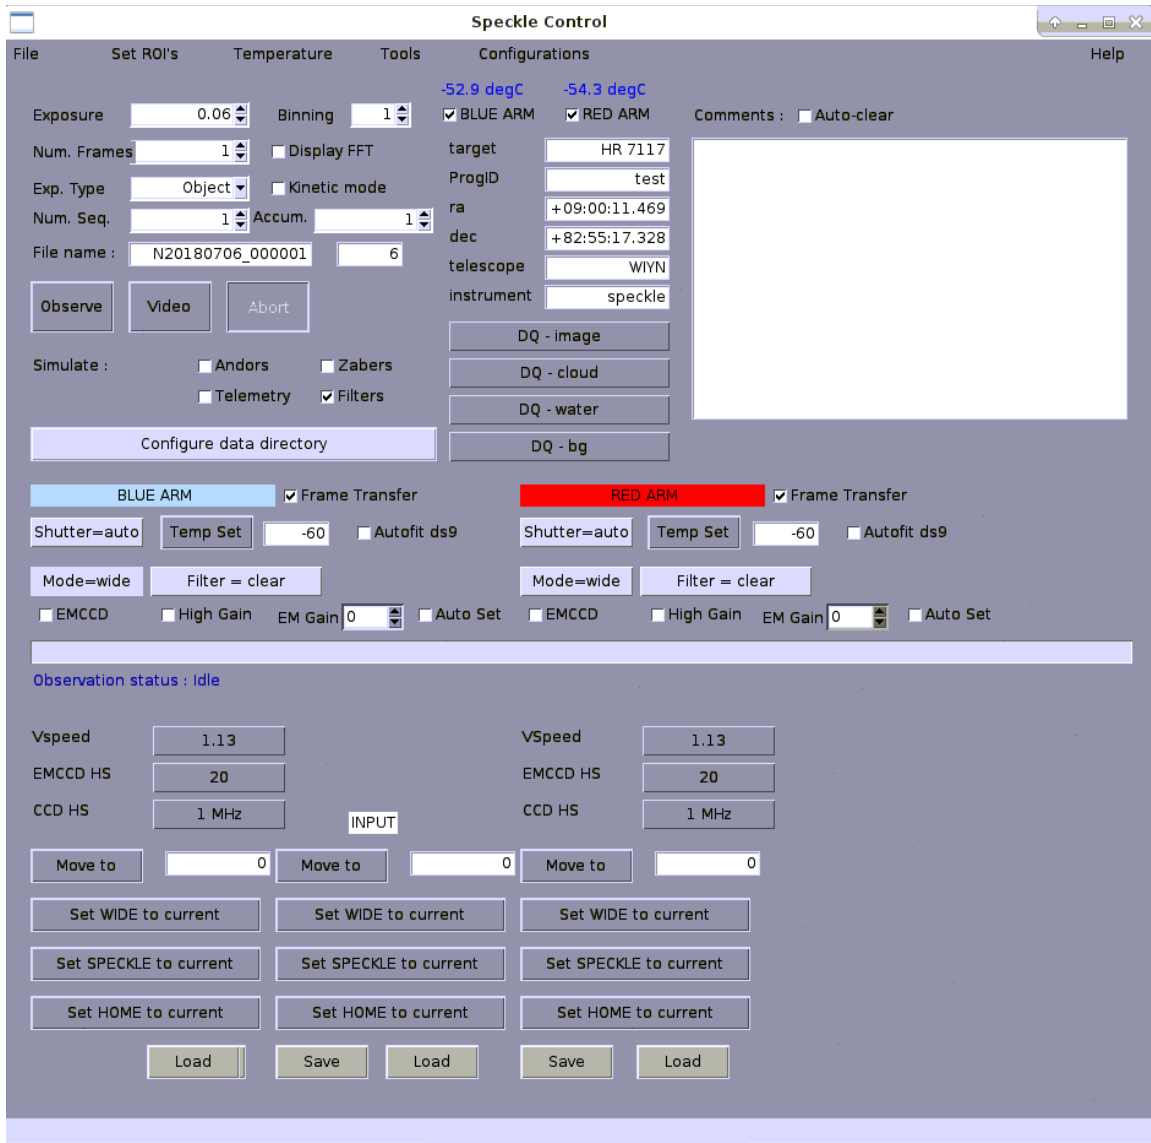 Speckle Control
File Set ROI's Temperature Tools Configurations Help
-52.9 degC -54.3 degC
Exposure 0.06 Binning 1 BLUE ARM RED ARM Comments : Auto-clear
Num. Frames 1 Display FFT target HR 7117
Exp. Type Object Kinetic mode ProgID test
Num. Seq. 1 Accum. 1 ra +09:00:11.469
dec +82:55:17.328
File name : N20180706_000001 6
telescope WIYN
Observe Video Abort instrument speckle
DQ - image
Simulate : Andors Zabers DQ - cloud
Telemetry Filters DQ - water
Configure data directory DQ - bg
BLUE ARM Frame Transfer RED ARM Frame Transfer
Shutter=auto Temp Set -60 Autofit ds9 Shutter=auto Temp Set -60 Autofit ds9
Mode=wide Filter = clear Mode=wide Filter = clear
EMCCD High Gain EM Gain 0 Auto Set EMCCD High Gain EM Gain 0 Auto Set
Observation status : Idle
Vspeed 1.13 VSpeed 1.13
EMCCD HS 20 EMCCD HS 20
CCD HS 1 MHz INPUT CCD HS 1 MHz
Move to 0 Move to 0 Move to 0
Set WIDE to current Set WIDE to current Set WIDE to current
Set SPECKLE to current Set SPECKLE to current Set SPECKLE to current
Set HOME to current Set HOME to current Set HOME to current
Load Save Load Save Load